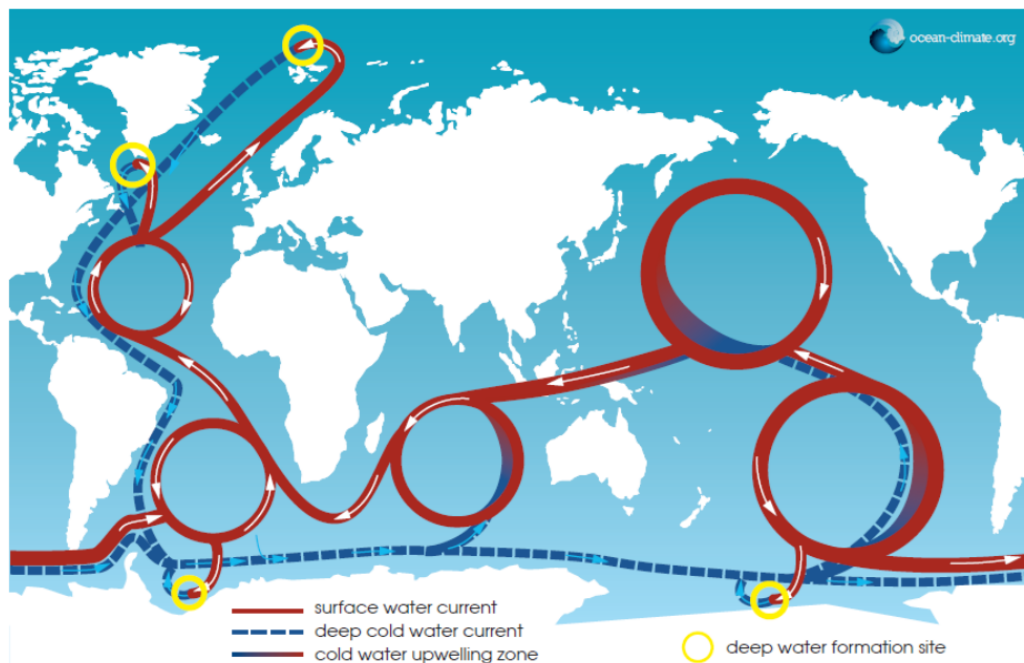 ocean-climate.org
surface water current
deep cold water current
cold water upwelling zone
deep water formation site